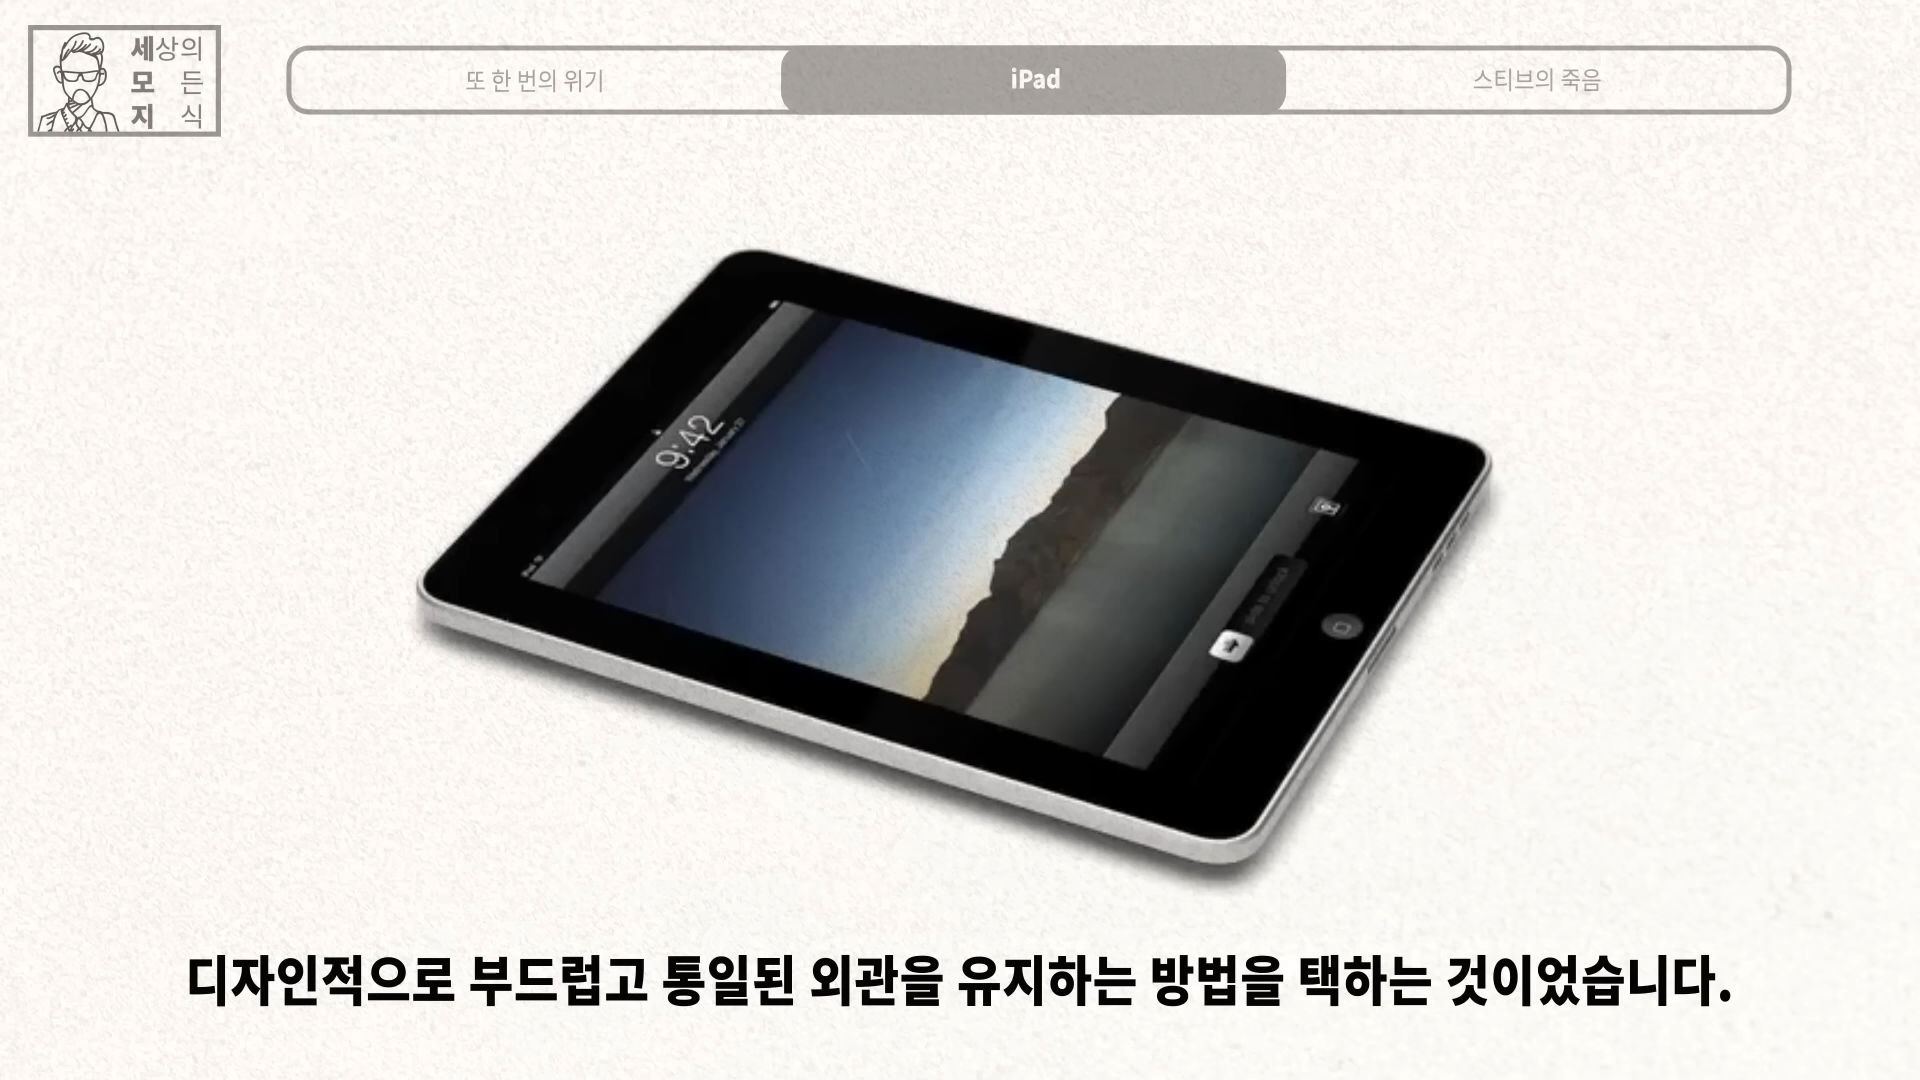 세상의
모든
지식
또 한 번의 위기
iPad
스티브의 죽음
9:42
디자인적으로 부드럽고 통일된 외관을 유지하는 방법을 택하는 것이었습니다.